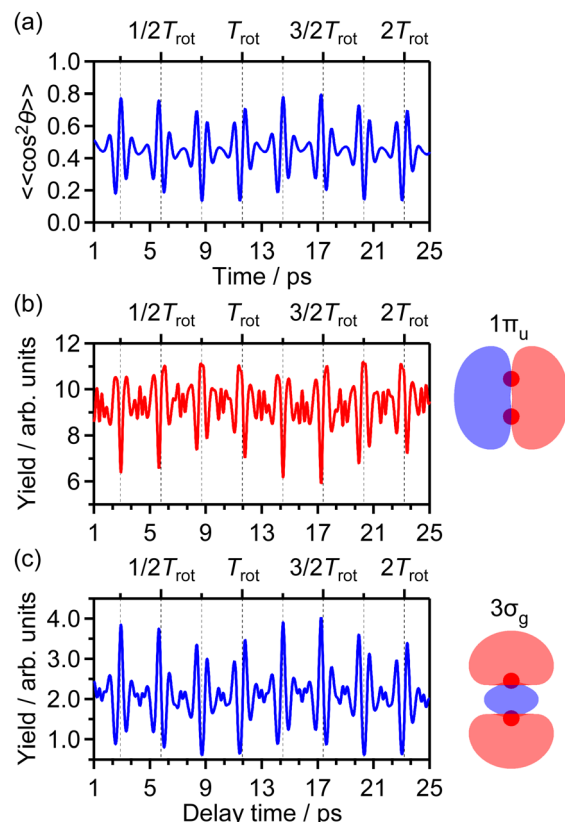 (a)
1/2Trot Trot 3/2Trot 2Trot
<<cos²θ>>
1.0
0.8
0.6
0.4
0.2
0.0
1 5 9 13 17 21 25
Time / ps
(b)
1/2Trot Trot 3/2Trot 2Trot
1πu
Yield / arb. units
12
10
8
6
1 5 9 13 17 21 25
(c)
1/2Trot Trot 3/2Trot 2Trot
3σg
Yield / arb. units
4.0
3.0
2.0
1.0
1 5 9 13 17 21 25
Delay time / ps